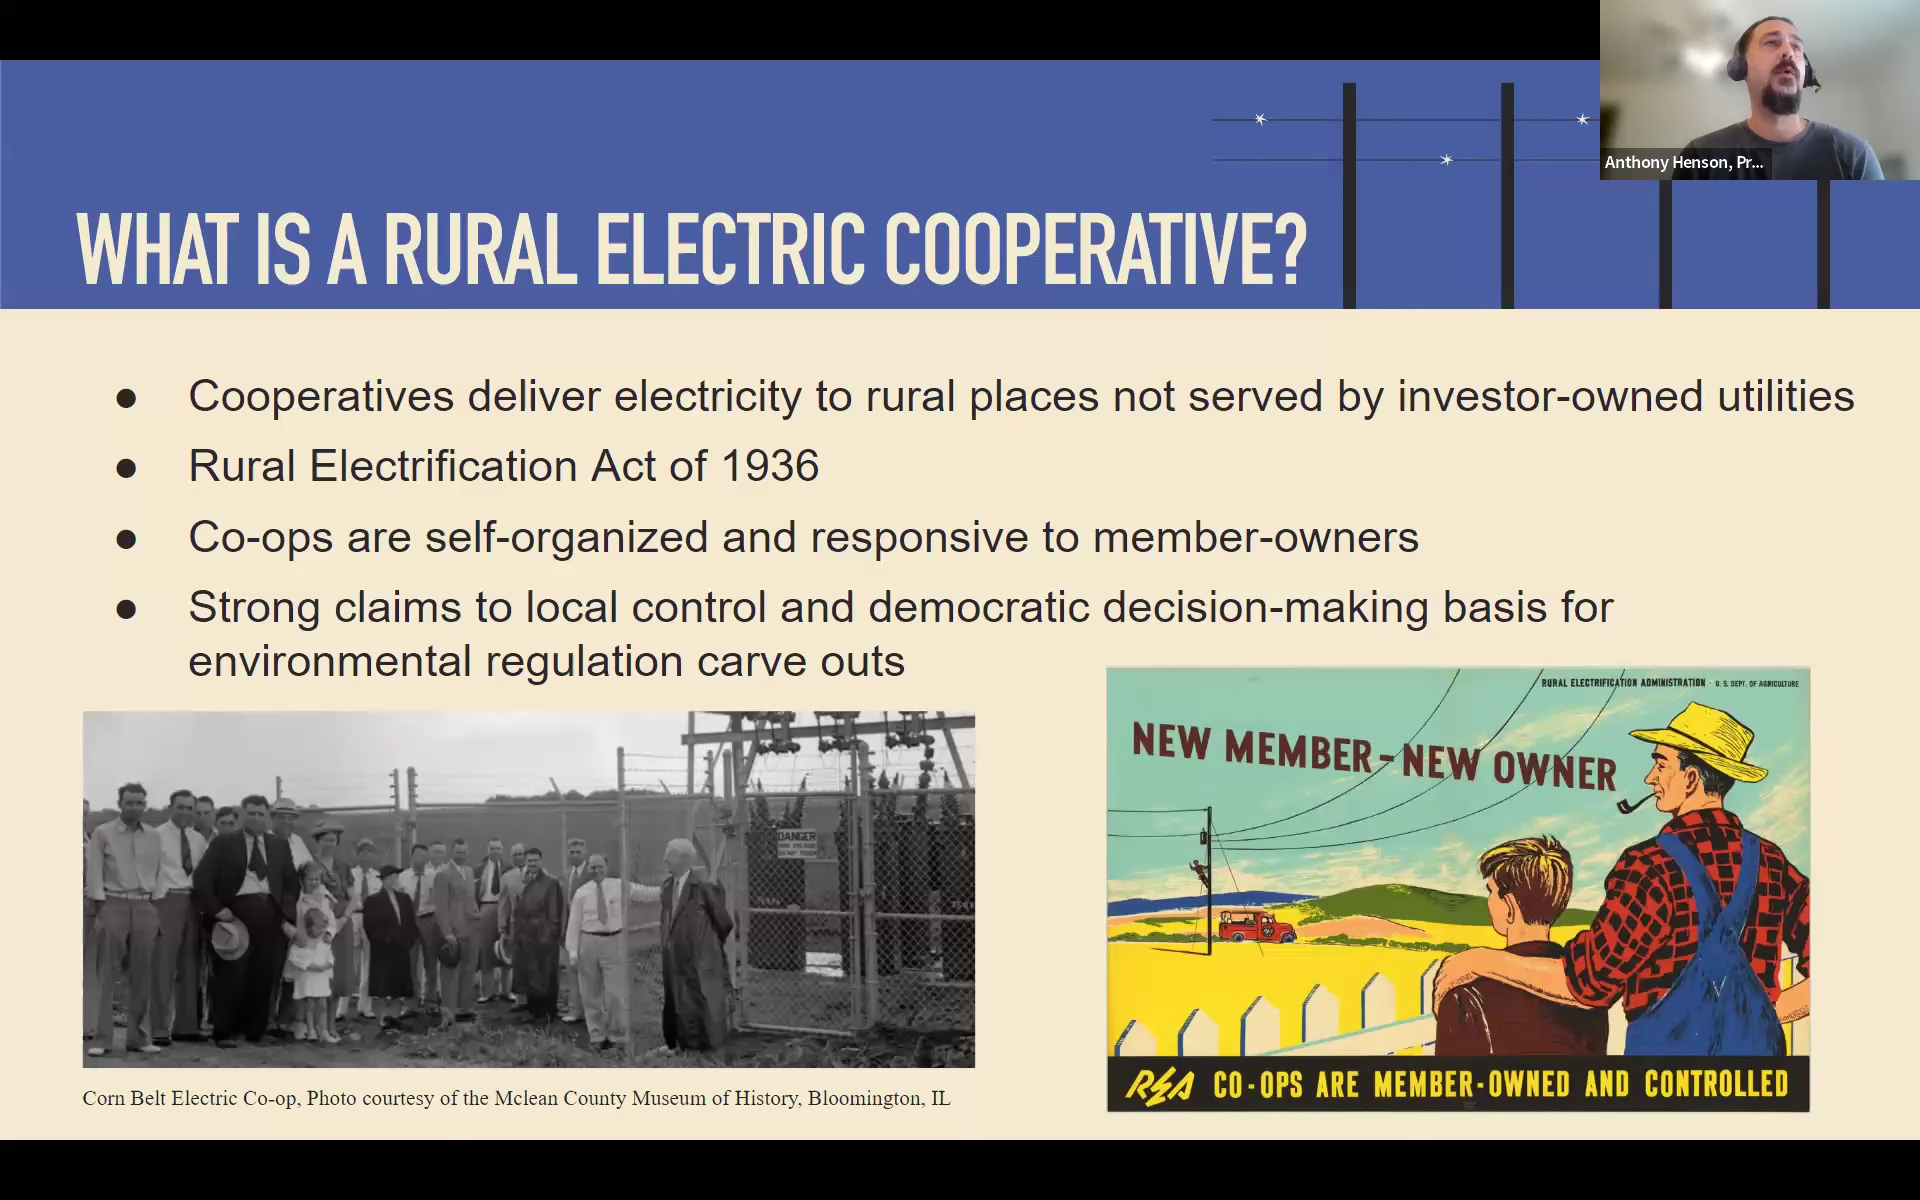 Anthony Henson, Pr...
WHAT IS A RURAL ELECTRIC COOPERATIVE?
● Cooperatives deliver electricity to rural places not served by investor-owned utilities
● Rural Electrification Act of 1936
● Co-ops are self-organized and responsive to member-owners
● Strong claims to local control and democratic decision-making basis for
environmental regulation carve outs
DANGER
Corn Belt Electric Co-op, Photo courtesy of the Mclean County Museum of History, Bloomington, IL
RURAL ELECTRIFICATION ADMINISTRATION - U. S. DEPT. OF AGRICULTURE
NEW MEMBER - NEW OWNER
REA CO-OPS ARE MEMBER-OWNED AND CONTROLLED